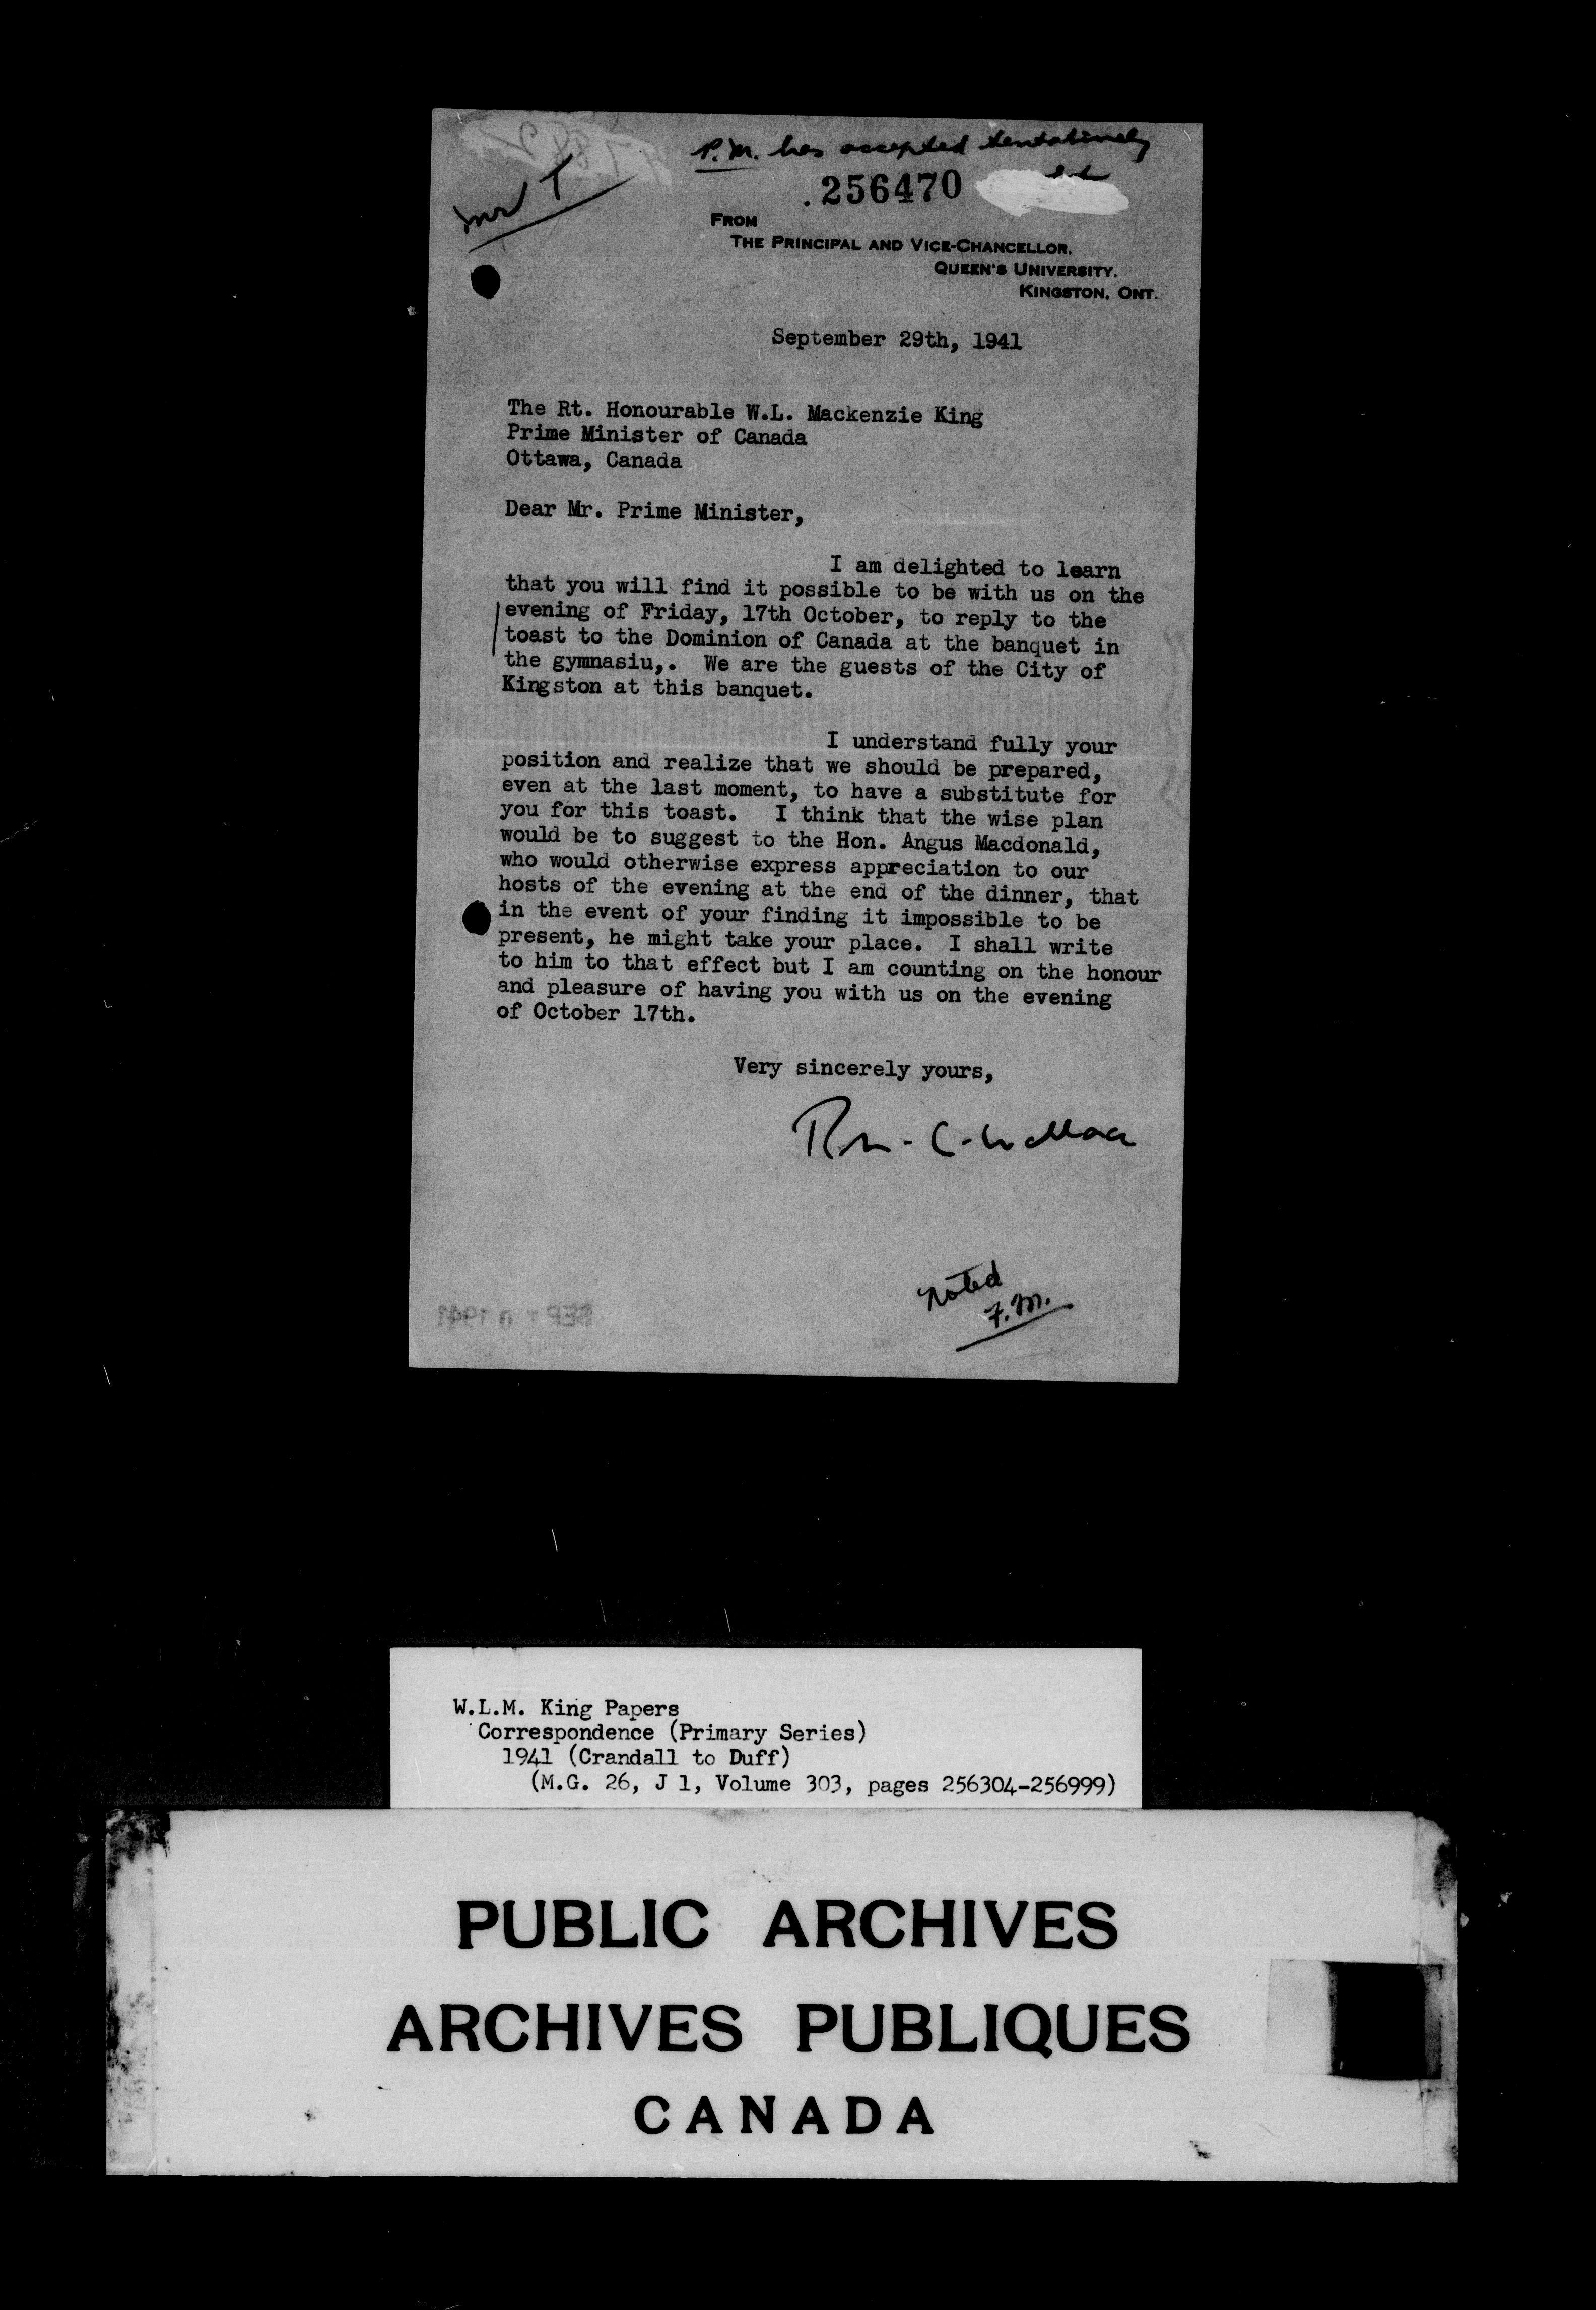 P.M. has accepted tentatively
Mr T
.256470
FROM
THE PRINCIPAL AND VICE-CHANCELLOR.
QUEEN'S UNIVERSITY.
KINGSTON, ONT.
September 29th, 1941
The Rt. Honourable W.L. Mackenzie King
Prime Minister of Canada
Ottawa, Canada
Dear Mr. Prime Minister,
I am delighted to learn
that you will find it possible to be with us on the
evening of Friday, 17th October, to reply to the
toast to the Dominion of Canada at the banquet in
the gymnasiu,. We are the guests of the City of
Kingston at this banquet.
I understand fully your
position and realize that we should be prepared,
even at the last moment, to have a substitute for
you for this toast. I think that the wise plan
would be to suggest to the Hon. Angus Macdonald,
who would otherwise express appreciation to our
hosts of the evening at the end of the dinner, that
in the event of your finding it impossible to be
present, he might take your place. I shall write
to him to that effect but I am counting on the honour
and pleasure of having you with us on the evening
of October 17th.
Very sincerely yours,
C. Wallace
Noted
F.M.
W.L.M. King Papers
Correspondence (Primary Series)
1941 (Crandall to Duff)
(M.G. 26, J 1, Volume 303, pages 256304-256999)
PUBLIC ARCHIVES
ARCHIVES PUBLIQUES
CANADA